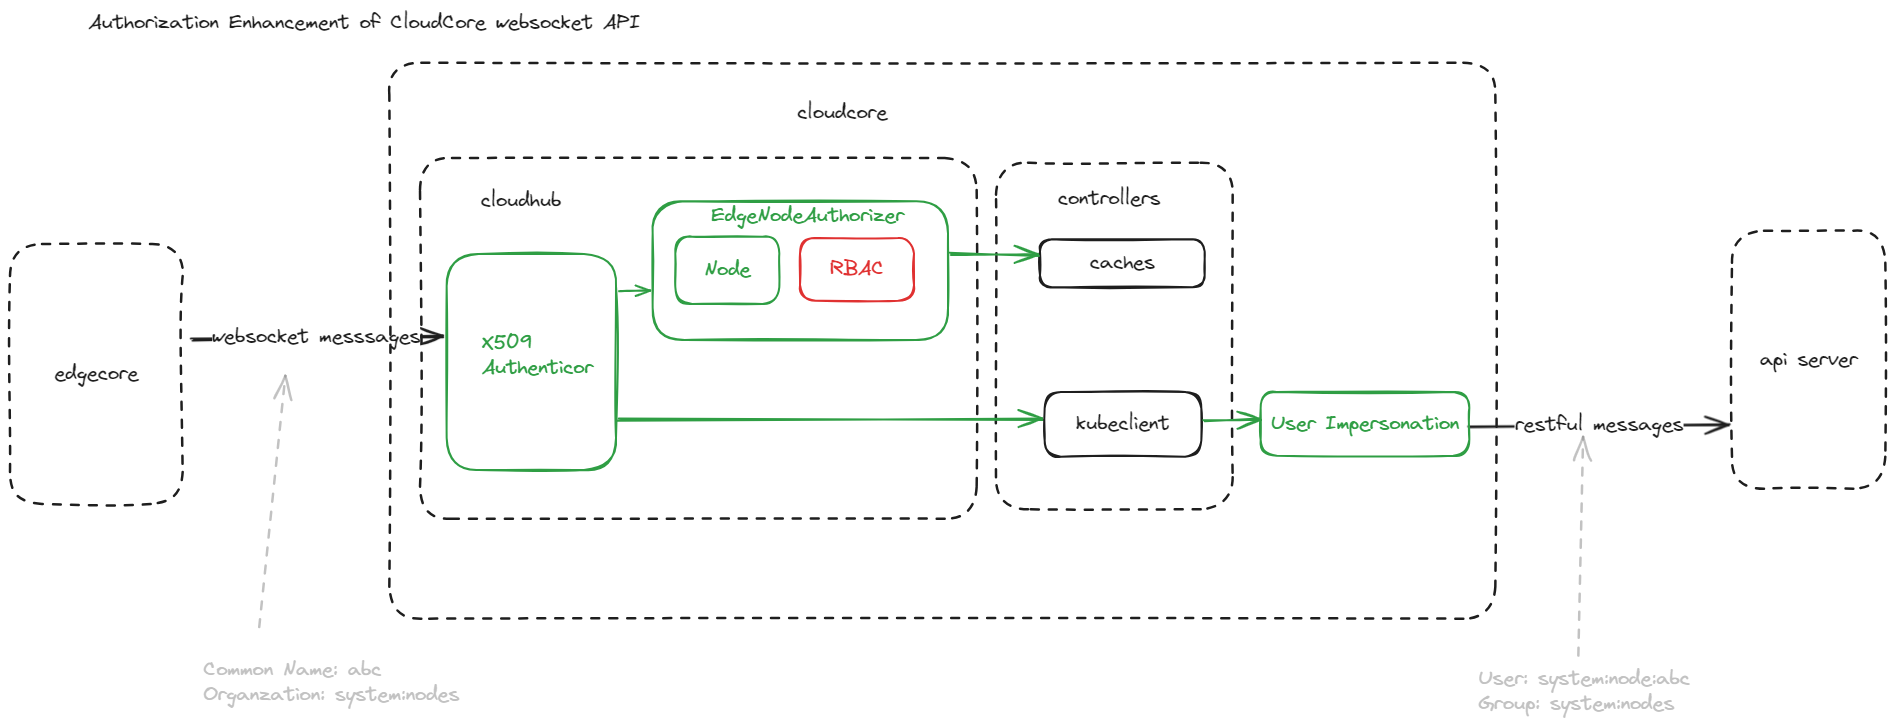 Authorization Enhancement of CloudCore websocket API
cloudcore
cloudhub
controllers
EdgeNodeAuthorizer
Node
RBAC
caches
edgecore
websocket messsages
X509
Authenticor
kubeclient
User Impersonation
restful messages
api server
Common Name: abc
Organzation: system:nodes
User: system:node:abc
Group: system:nodes